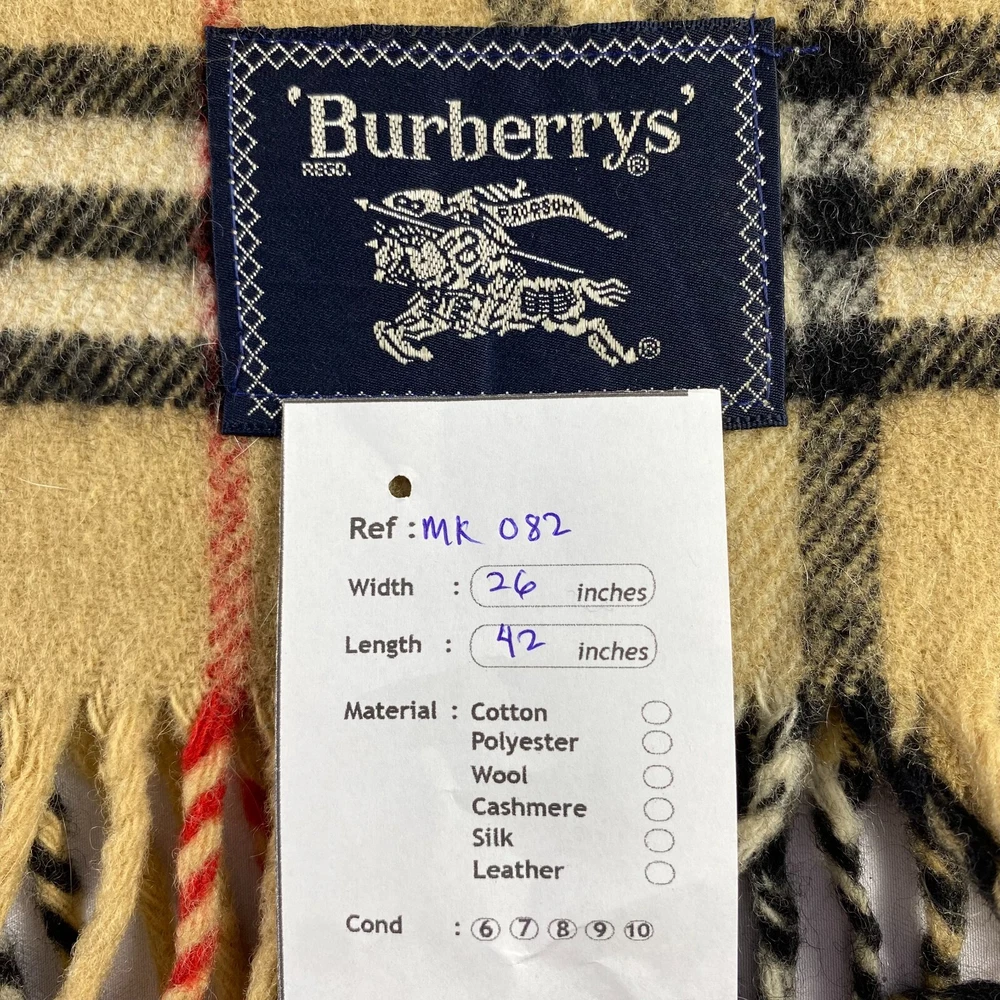 'Burberrys'
REGD. ®
PRORSUM
®
Ref : MK 082
Width : 26 inches
Length : 42 inches
Material : Cotton
Polyester
Wool
Cashmere
Silk
Leather
Cond : 6 7 8 9 10